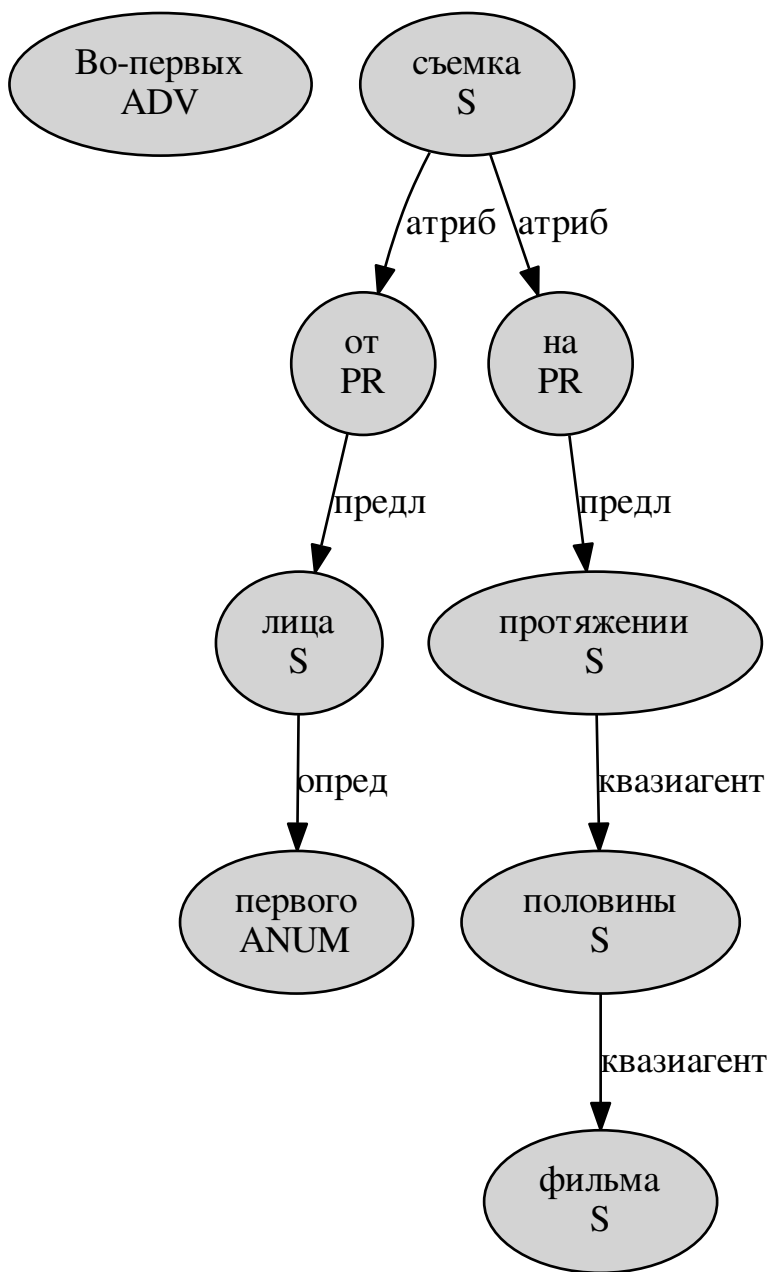 Во-первых
ADV
съемка
S
атриб
атриб
от
PR
на
PR
предл
предл
лица
S
протяжении
S
опред
квазиагент
первого
ANUM
половины
S
квазиагент
фильма
S